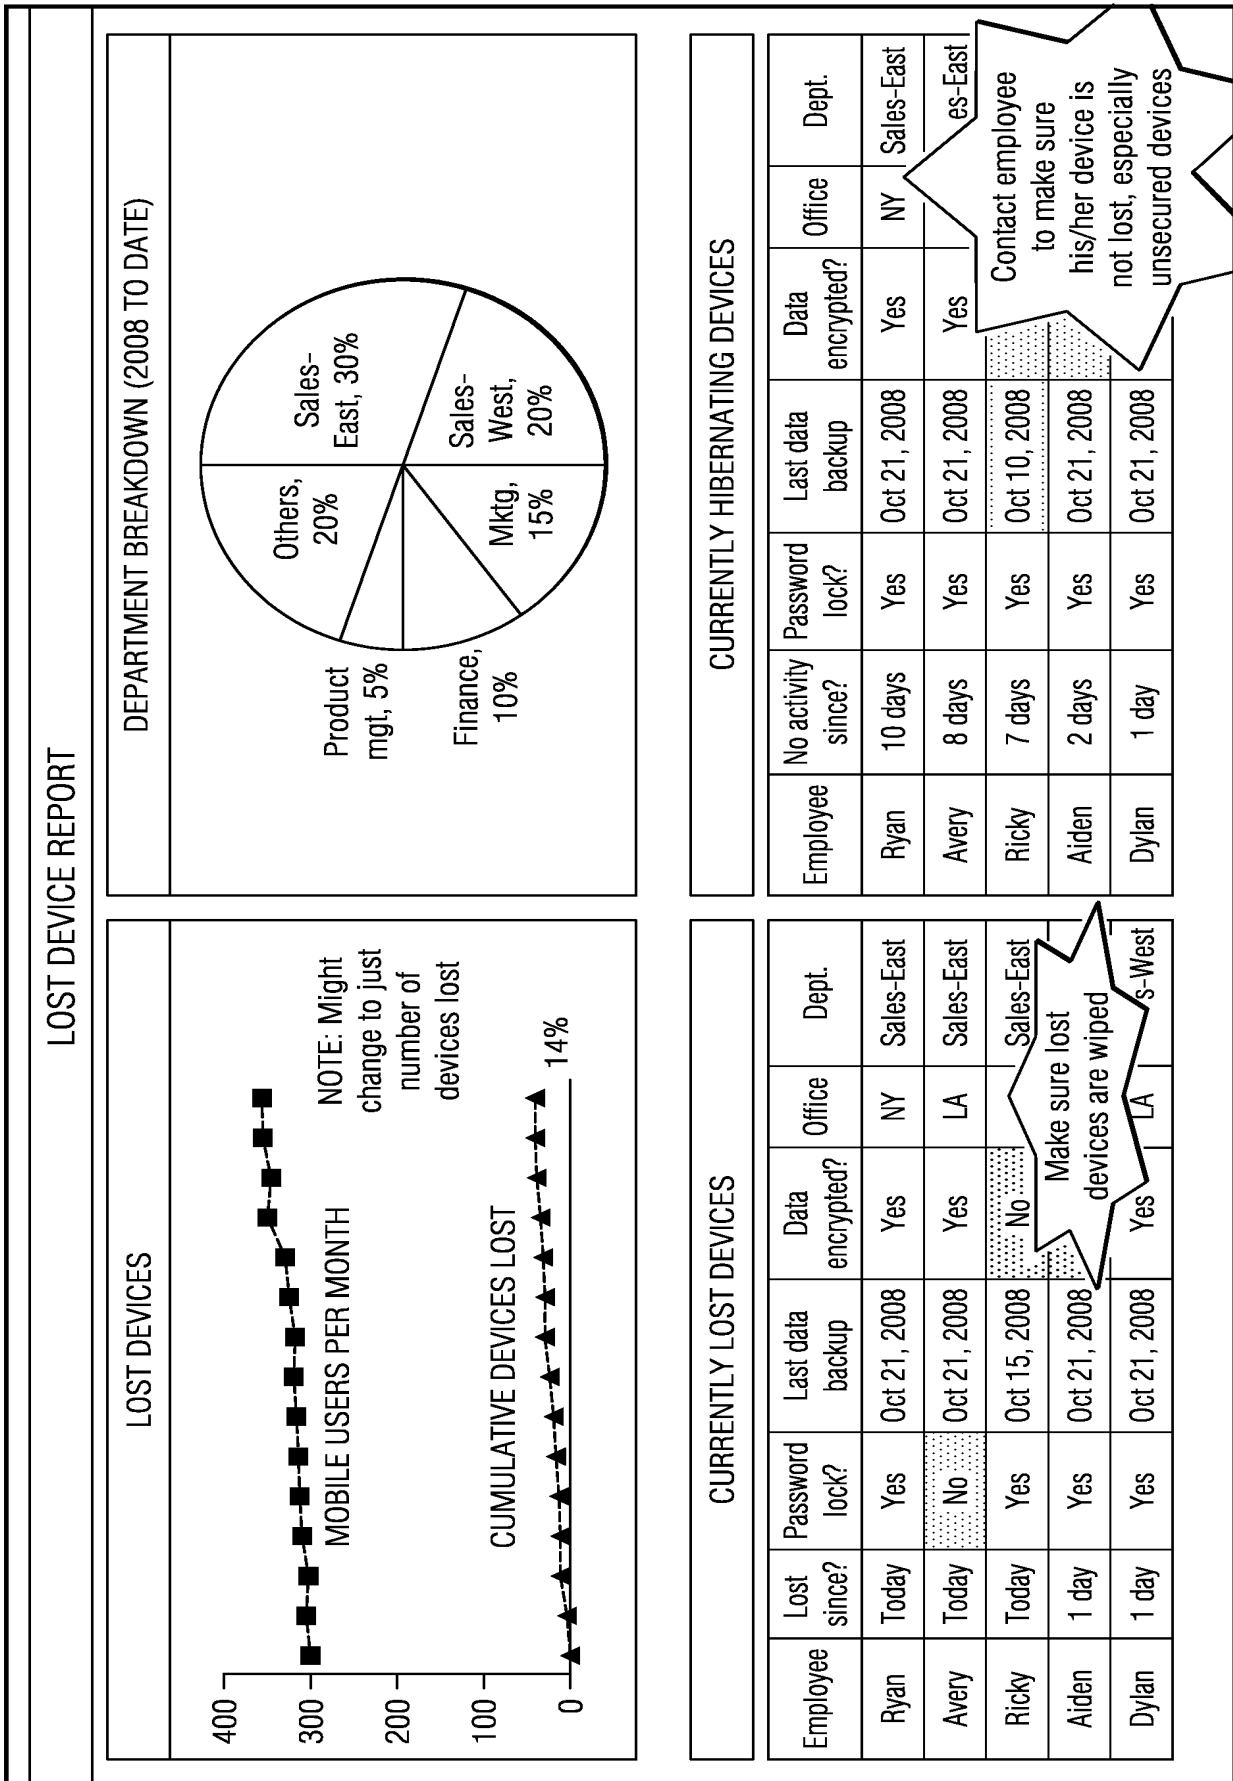 LOST DEVICE REPORT
LOST DEVICES
400
300
200
100
0
MOBILE USERS PER MONTH
CUMULATIVE DEVICES LOST
NOTE: Might
change to just
number of
devices lost
14%
DEPARTMENT BREAKDOWN (2008 TO DATE)
Others,
20%
Sales-
East, 30%
Product
mgt, 5%
Finance,
10%
Mktg,
15%
Sales-
West,
20%
CURRENTLY LOST DEVICES
Employee Lost since? Password lock? Last data backup Data encrypted? Office Dept.
Ryan Today Yes Oct 21, 2008 Yes NY Sales-East
Avery Today No Oct 21, 2008 Yes LA Sales-East
Ricky Today Yes Oct 15, 2008 No Sales-East
Aiden 1 day Yes Oct 21, 2008
Dylan 1 day Yes Oct 21, 2008 Yes LA s-West
Make sure lost
devices are wiped
CURRENTLY HIBERNATING DEVICES
Employee No activity since? Password lock? Last data backup Data encrypted? Office Dept.
Ryan 10 days Yes Oct 21, 2008 Yes NY Sales-East
Avery 8 days Yes Oct 21, 2008 Yes es-East
Ricky 7 days Yes Oct 10, 2008
Aiden 2 days Yes Oct 21, 2008
Dylan 1 day Yes Oct 21, 2008
Contact employee
to make sure
his/her device is
not lost, especially
unsecured devices